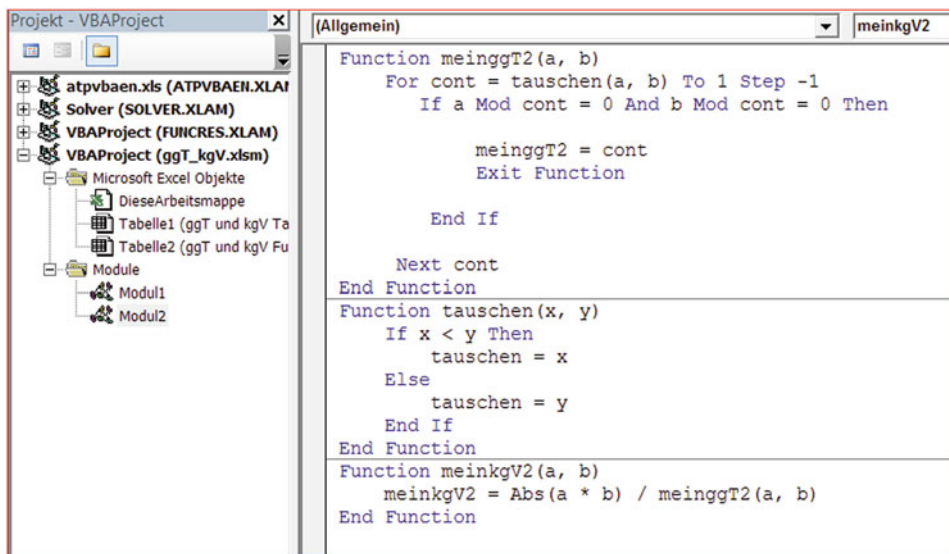 Projekt - VBAProject
atpvbaen.xls (ATPVBAEN.XLAM
Solver (SOLVER.XLAM)
VBAProject (FUNCRES.XLAM)
VBAProject (ggT_kgV.xlsm)
Microsoft Excel Objekte
DieseArbeitsmappe
Tabelle1 (ggT und kgV Ta
Tabelle2 (ggT und kgV Fu
Module
Modul1
Modul2
(Allgemein)
meinkgV2
Function meinggT2(a, b)
For cont = tauschen(a, b) To 1 Step -1
If a Mod cont = 0 And b Mod cont = 0 Then
meinggT2 = cont
Exit Function
End If
Next cont
End Function
Function tauschen(x, y)
If x < y Then
tauschen = x
Else
tauschen = y
End If
End Function
Function meinkgV2(a, b)
meinkgV2 = Abs(a * b) / meinggT2(a, b)
End Function